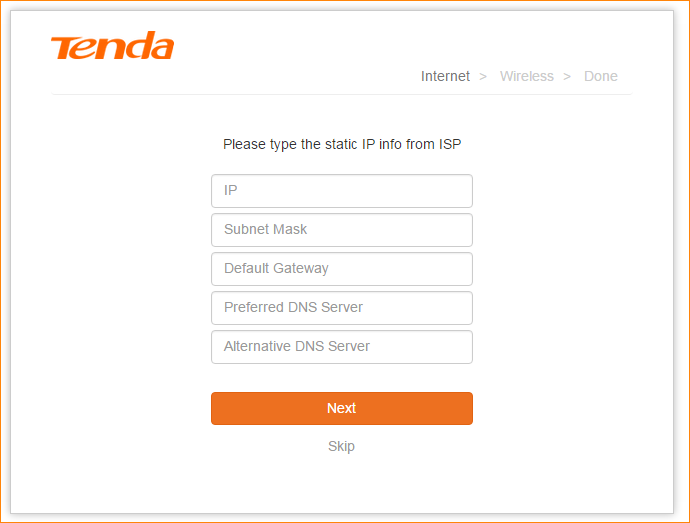 Tenda
Internet > Wireless > Done
Please type the static IP info from ISP
IP
Subnet Mask
Default Gateway
Preferred DNS Server
Alternative DNS Server
Next
Skip